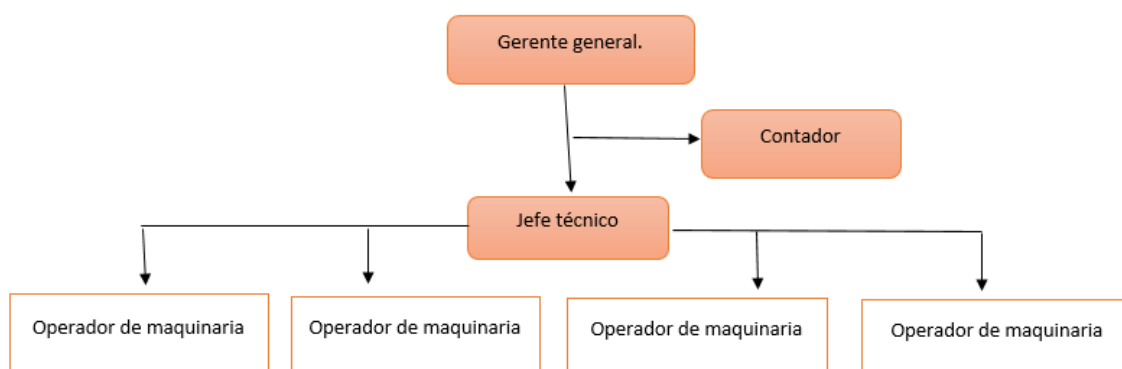 Gerente general.
Contador
Jefe técnico
Operador de maquinaria
Operador de maquinaria
Operador de maquinaria
Operador de maquinaria